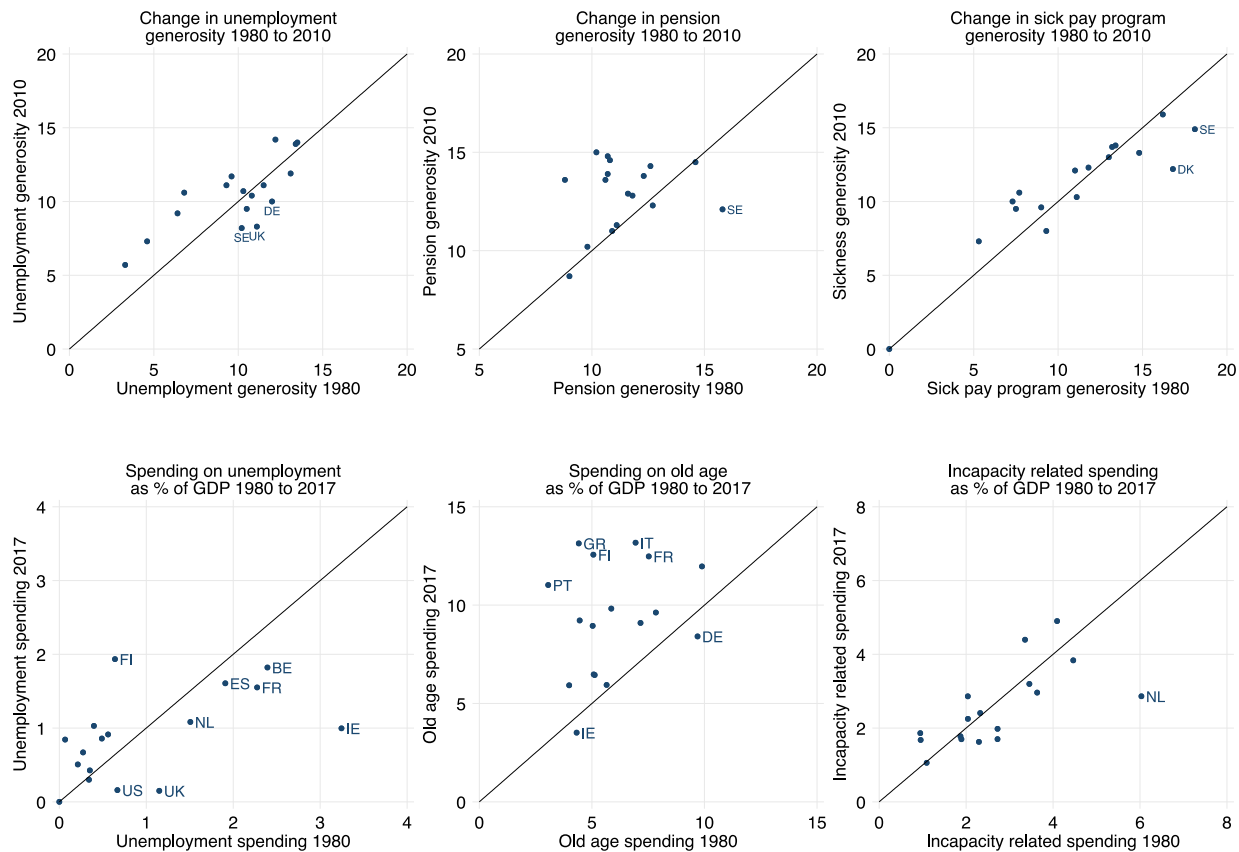 Change in unemployment
generosity 1980 to 2010
Unemployment generosity 2010
20
15
10
5
0
DE
SE
UK
0
5
10
15
20
Unemployment generosity 1980
Change in pension
generosity 1980 to 2010
Pension generosity 2010
20
15
10
5
SE
5
10
15
20
Pension generosity 1980
Change in sick pay program
generosity 1980 to 2010
Sickness generosity 2010
20
15
10
5
0
SE
DK
0
5
10
15
20
Sick pay program generosity 1980
Spending on unemployment
as % of GDP 1980 to 2017
Unemployment spending 2017
4
3
2
1
0
FI
BE
ES
FR
NL
IE
US
UK
0
1
2
3
4
Unemployment spending 1980
Spending on old age
as % of GDP 1980 to 2017
Old age spending 2017
15
10
5
0
GR
IT
FI
FR
PT
DE
IE
0
5
10
15
Old age spending 1980
Incapacity related spending
as % of GDP 1980 to 2017
Incapacity related spending 2017
8
6
4
2
0
NL
0
2
4
6
8
Incapacity related spending 1980